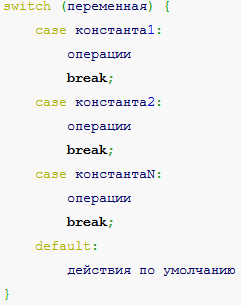 switch (переменная) {
case константа1:
операции
break;
case константа2:
операции
break;
case константаN:
операции
break;
default:
действия по умолчанию
}